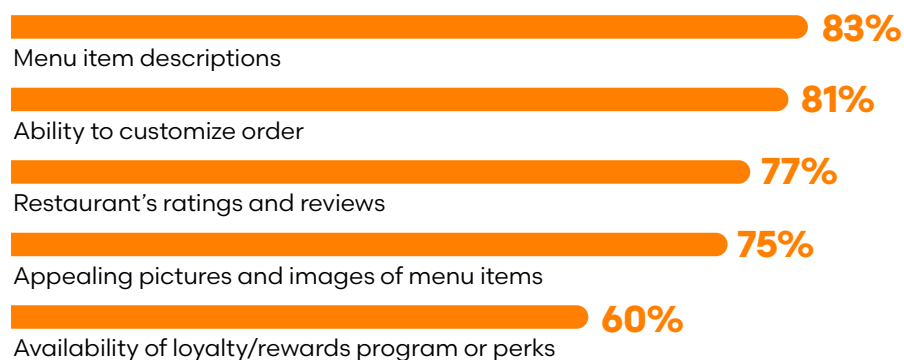 83%
Menu item descriptions
81%
Ability to customize order
77%
Restaurant’s ratings and reviews
75%
Appealing pictures and images of menu items
60%
Availability of loyalty/rewards program or perks